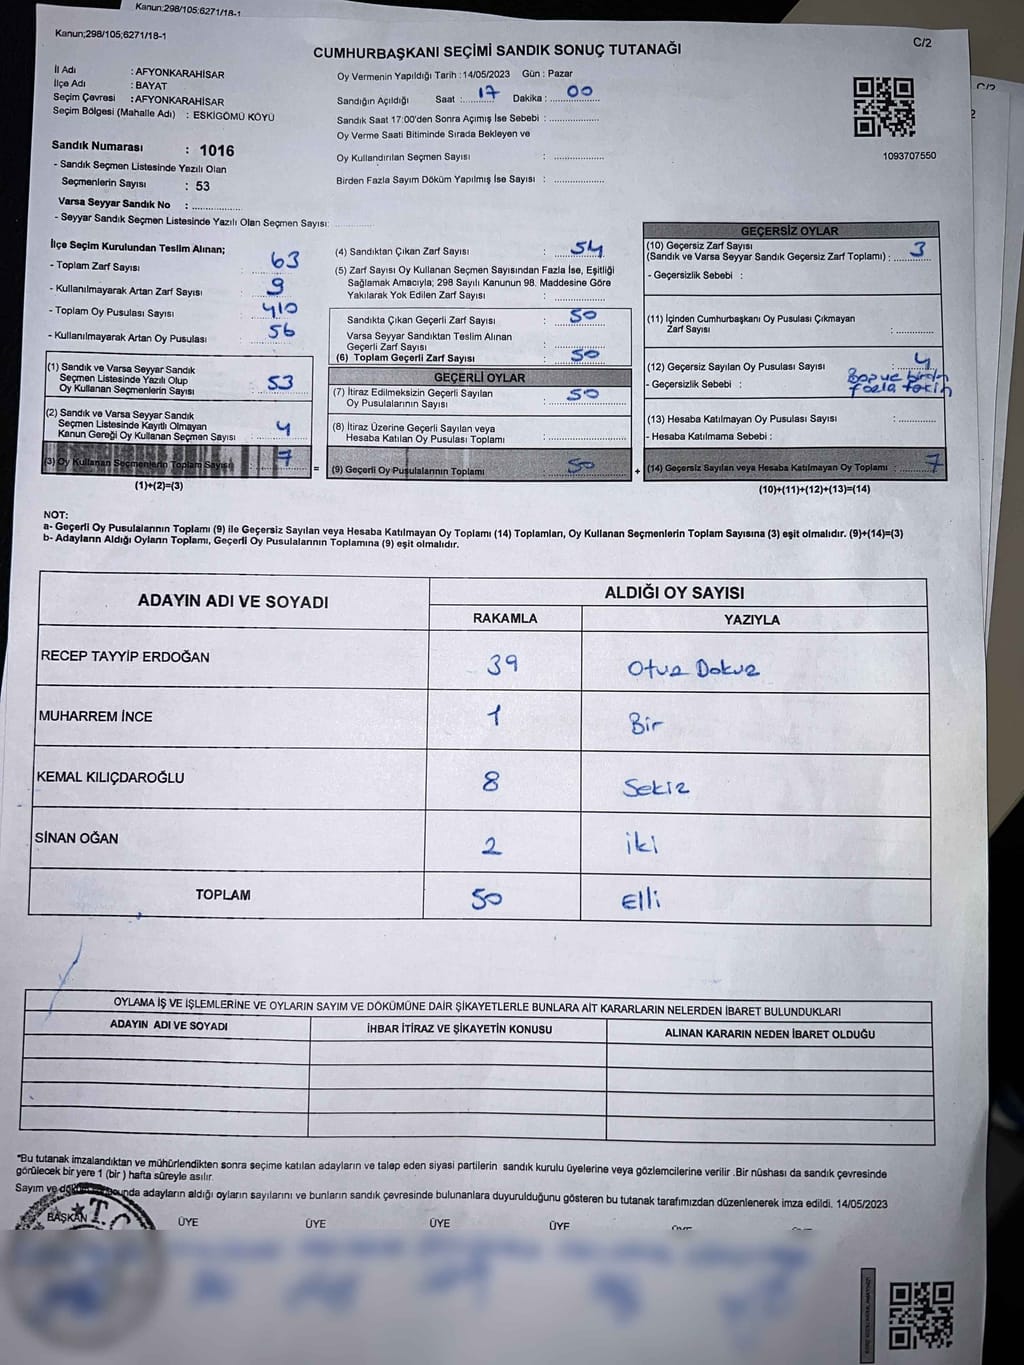 Kanun;298/105;6271/18-1
Kanun;298/105;6271/18-1
C/2
C/2
CUMHURBAŞKANI SEÇİMİ SANDIK SONUÇ TUTANAĞI
İl Adı : AFYONKARAHİSAR
İlçe Adı : BAYAT
Seçim Çevresi : AFYONKARAHİSAR
Seçim Bölgesi (Mahalle Adı) : ESKİGÖMÜ KÖYÜ
Oy Vermenin Yapıldığı Tarih : 14/05/2023 Gün : Pazar
Sandığın Açıldığı Saat : 17 Dakika : 00
Sandık Saat 17:00'den Sonra Açımış İse Sebebi :
Oy Verme Saati Bitiminde Sırada Bekleyen ve
Oy Kullandırılan Seçmen Sayısı :
Birden Fazla Sayım Döküm Yapılmış İse Sayısı :
1093707550
Sandık Numarası : 1016
- Sandık Seçmen Listesinde Yazılı Olan
Seçmenlerin Sayısı : 53
Varsa Seyyar Sandık No :
- Seyyar Sandık Seçmen Listesinde Yazılı Olan Seçmen Sayısı:
İlçe Seçim Kurulundan Teslim Alınan;
- Toplam Zarf Sayısı : 63
- Kullanılmayarak Artan Zarf Sayısı : 9
- Toplam Oy Pusulası Sayısı : 410
- Kullanılmayarak Artan Oy Pusulası : 56
(1) Sandık ve Varsa Seyyar Sandık
Seçmen Listesinde Yazılı Olup
Oy Kullanan Seçmenlerin Sayısı : 53
(2) Sandık ve Varsa Seyyar Sandık
Seçmen Listesinde Kayıtlı Olmayan
Kanun Gereği Oy Kullanan Seçmen Sayısı : 4
(3) Oy Kullanan Seçmenlerin Toplam Sayısı : 7
(1)+(2)=(3)
(4) Sandıktan Çıkan Zarf Sayısı : 54
(5) Zarf Sayısı Oy Kullanan Seçmen Sayısından Fazla İse, Eşitliği
Sağlamak Amacıyla; 298 Sayılı Kanunun 98. Maddesine Göre
Yakılarak Yok Edilen Zarf Sayısı :
Sandıkta Çıkan Geçerli Zarf Sayısı : 50
Varsa Seyyar Sandıktan Teslim Alınan
Geçerli Zarf Sayısı :
(6) Toplam Geçerli Zarf Sayısı : 50
GEÇERLİ OYLAR
(7) İtiraz Edilmeksizin Geçerli Sayılan
Oy Pusulalarının Sayısı : 50
(8) İtiraz Üzerine Geçerli Sayılan veya
Hesaba Katılan Oy Pusulası Toplamı :
= (9) Geçerli Oy Pusulalarının Toplamı : 50
GEÇERSİZ OYLAR
(10) Geçersiz Zarf Sayısı
(Sandık ve Varsa Seyyar Sandık Geçersiz Zarf Toplamı) : 3
- Geçersizlik Sebebi :
(11) İçinden Cumhurbaşkanı Oy Pusulası Çıkmayan
Zarf Sayısı :
(12) Geçersiz Sayılan Oy Pusulası Sayısı : 4
- Geçersizlik Sebebi : birden
fazla
(13) Hesaba Katılmayan Oy Pusulası Sayısı :
- Hesaba Katılmama Sebebi :
+ (14) Geçersiz Sayılan veya Hesaba Katılmayan Oy Toplamı : 7
(10)+(11)+(12)+(13)=(14)
NOT:
a- Geçerli Oy Pusulalarının Toplamı (9) ile Geçersiz Sayılan veya Hesaba Katılmayan Oy Toplamı (14) Toplamları, Oy Kullanan Seçmenlerin Toplam Sayısına (3) eşit olmalıdır. (9)+(14)=(3)
b- Adayların Aldığı Oyların Toplamı, Geçerli Oy Pusulalarının Toplamına (9) eşit olmalıdır.
ADAYIN ADI VE SOYADI
ALDIĞI OY SAYISI
RAKAMLA YAZIYLA
RECEP TAYYİP ERDOĞAN 39 Otuz Dokuz
MUHARREM İNCE 1 Bir
KEMAL KILIÇDAROĞLU 8 Sekiz
SİNAN OĞAN 2 iki
TOPLAM 50 Elli
OYLAMA İŞ VE İŞLEMLERİNE VE OYLARIN SAYIM VE DÖKÜMÜNE DAİR ŞİKAYETLERLE BUNLARA AİT KARARLARIN NELERDEN İBARET BULUNDUKLARI
ADAYIN ADI VE SOYADI İHBAR İTİRAZ VE ŞİKAYETİN KONUSU ALINAN KARARIN NEDEN İBARET OLDUĞU
*Bu tutanak imzalandıktan ve mühürlendikten sonra seçime katılan adayların ve talep eden siyasi partilerin sandık kurulu üyelerine veya gözlemcilerine verilir .Bir nüshası da sandık çevresinde
görülecek bir yere 1 (bir ) hafta süreyle asılır.
Sayım ve adayların aldığı oyların sayılarını ve bunların sandık çevresinde bulunanlara duyurulduğunu gösteren bu tutanak tarafımızdan düzenlenerek imza edildi. 14/05/2023
BAŞKAN ÜYE ÜYE ÜYE ÜYE
T.C